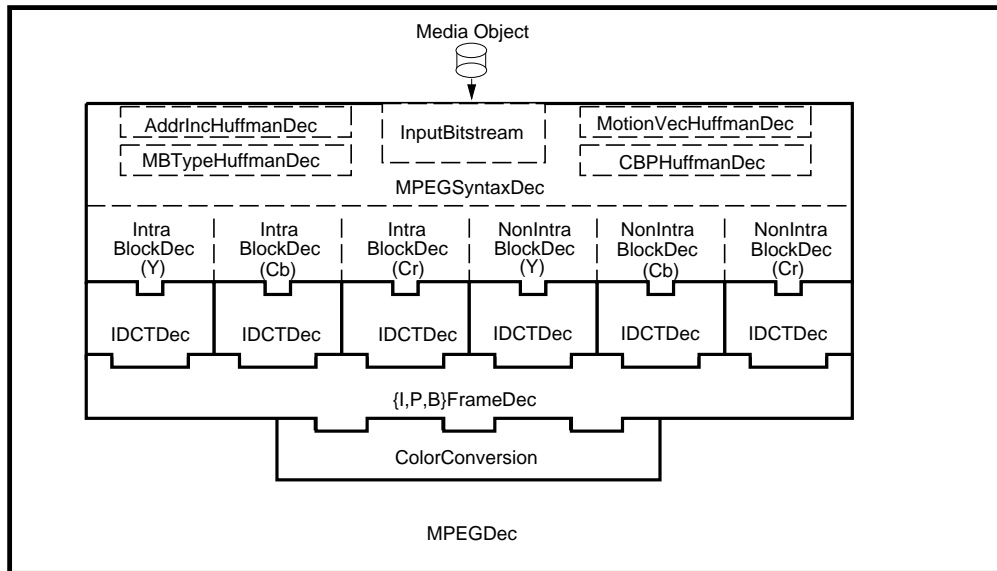 Media Object
AddrIncHuffmanDec
InputBitstream
MotionVecHuffmanDec
MBTypeHuffmanDec
CBPHuffmanDec
MPEGSyntaxDec
Intra
BlockDec
(Y)
Intra
BlockDec
(Cb)
Intra
BlockDec
(Cr)
NonIntra
BlockDec
(Y)
NonIntra
BlockDec
(Cb)
NonIntra
BlockDec
(Cr)
IDCTDec
IDCTDec
IDCTDec
IDCTDec
IDCTDec
IDCTDec
{I,P,B}FrameDec
ColorConversion
MPEGDec